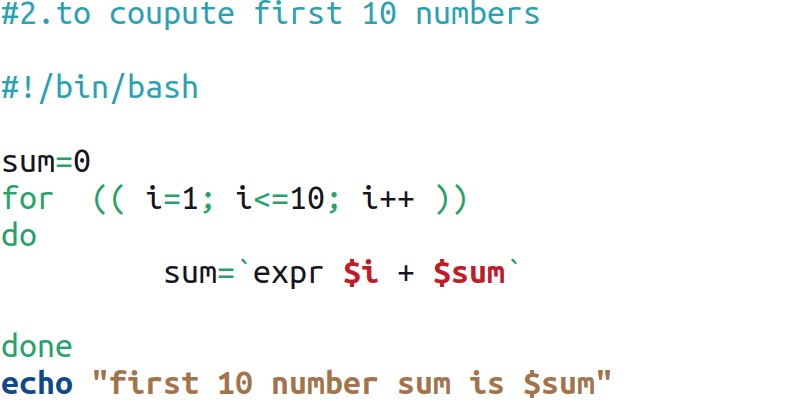 #2.to coupute first 10 numbers
#!/bin/bash
sum=0
for  (( i=1; i<=10; i++ ))
do
         sum=`expr $i + $sum`
done
echo "first 10 number sum is $sum"